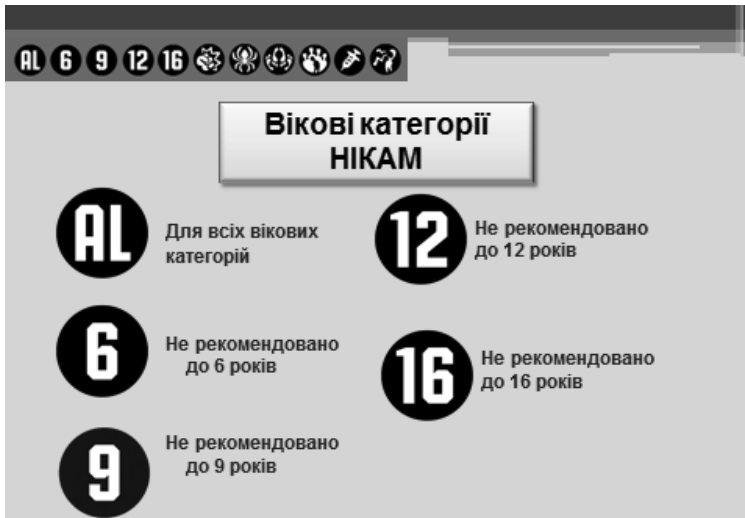 AL 6 9 12 16
Вікові категорії
НІКАМ
AL
Для всіх вікових
категорій
6
Не рекомендовано
до 6 років
9
Не рекомендовано
до 9 років
12
Не рекомендовано
до 12 років
16
Не рекомендовано
до 16 років